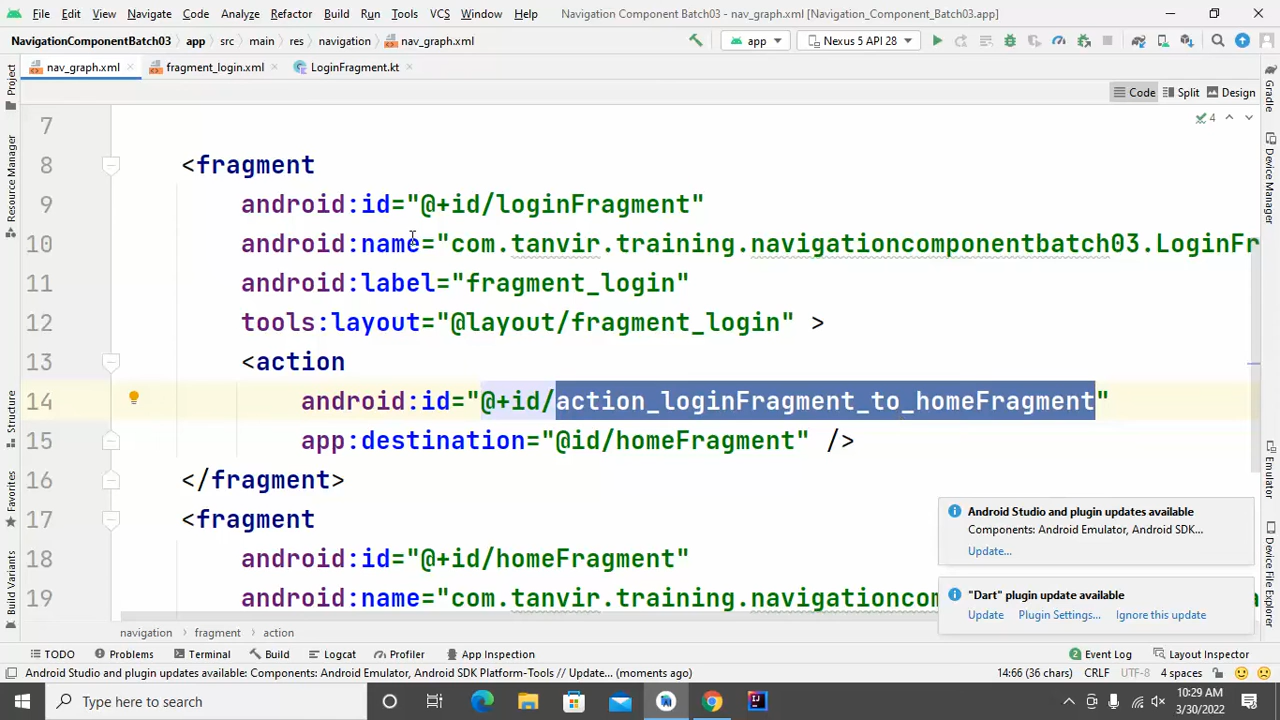 File Edit View Navigate Code Analyze Refactor Build Run Tools VCS Window Help Navigation Component Batch03 - nav_graph.xml [Navigation_Component_Batch03.app]
NavigationComponentBatch03 app src main res navigation nav_graph.xml app Nexus 5 API 28
nav_graph.xml fragment_login.xml LoginFragment.kt
Code Split Design
4
7
8 <fragment
9 android:id="@+id/loginFragment"
10 android:name="com.tanvir.training.navigationcomponentbatch03.LoginFr
11 android:label="fragment_login"
12 tools:layout="@layout/fragment_login" >
13 <action
14 android:id="@+id/action_loginFragment_to_homeFragment"
15 app:destination="@id/homeFragment" />
16 </fragment>
17 <fragment
18 android:id="@+id/homeFragment"
19 android:name="com.tanvir.training.navigationcom
Project
Resource Manager
Structure
Favorites
Build Variants
Gradle
Device Manager
Emulator
Device File Explorer
Android Studio and plugin updates available
Components: Android Emulator, Android SDK...
Update...
"Dart" plugin update available
Update Plugin Settings... Ignore this update
navigation fragment action
TODO Problems Terminal Build Logcat Profiler App Inspection Event Log Layout Inspector
Android Studio and plugin updates available: Components: Android Emulator, Android SDK Platform-Tools // Update... (moments ago) 14:66 (36 chars) CRLF UTF-8 4 spaces
Type here to search
10:29 AM
3/30/2022